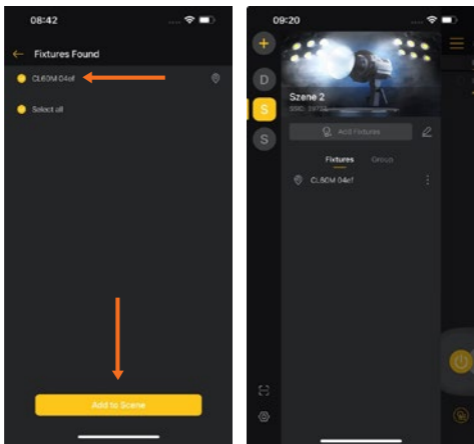 08:42
Fixtures Found
CL60M 04ef
Select all
Add to Scene
09:20
D
Szene 2
S
Add Fixtures
S
Fixtures Group
CL60M 04ef